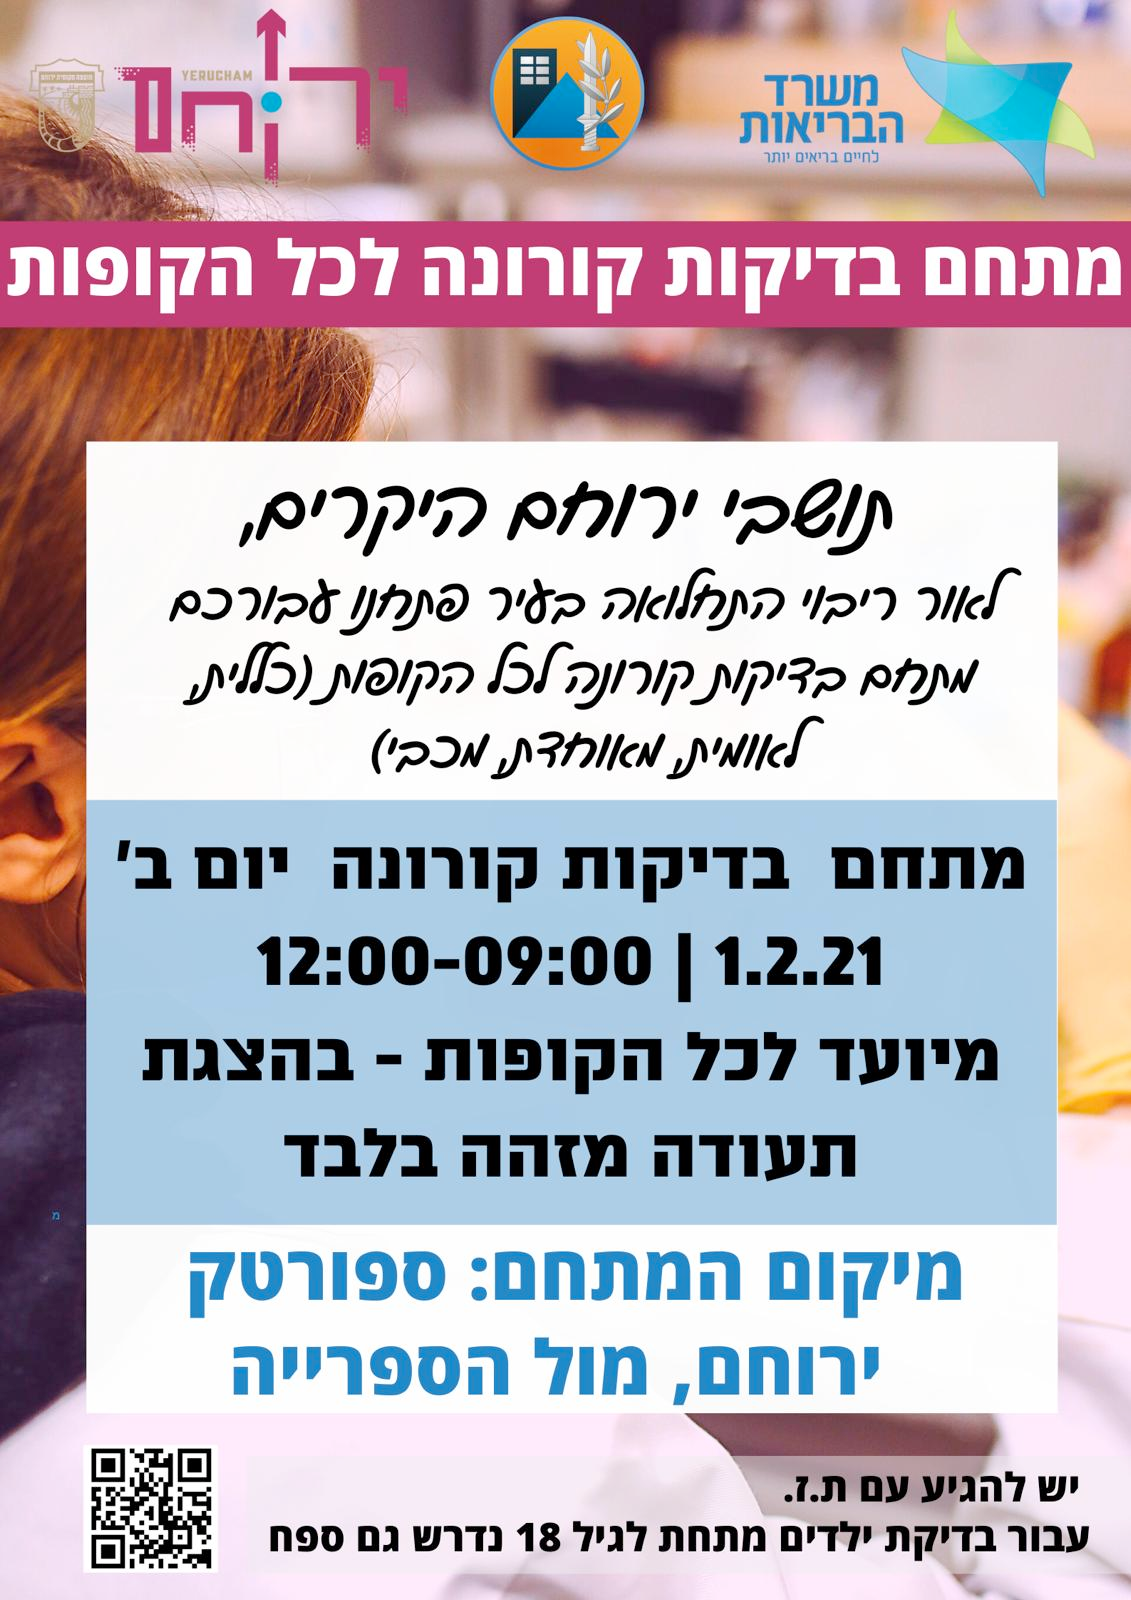 ירוחם
YERUCHAM
משרד
הבריאות
לחיים בריאים יותר
מתחם בדיקות קורונה לכל הקופות
תושבי ירוחם היקרים,
לאור ריבוי התחלואה בעיר פתחנו עבורכם
מתחם בדיקות קורונה לכל הקופות (כללית,
לאומית, מאוחדת, מכבי)
מתחם בדיקות קורונה יום ב'
1.2.21 | 12:00-09:00
מיועד לכל הקופות - בהצגת
תעודה מזהה בלבד
מ
מיקום המתחם: ספורטק
ירוחם, מול הספרייה
יש להגיע עם ת.ז.
עבור בדיקת ילדים מתחת לגיל 18 נדרש גם ספח